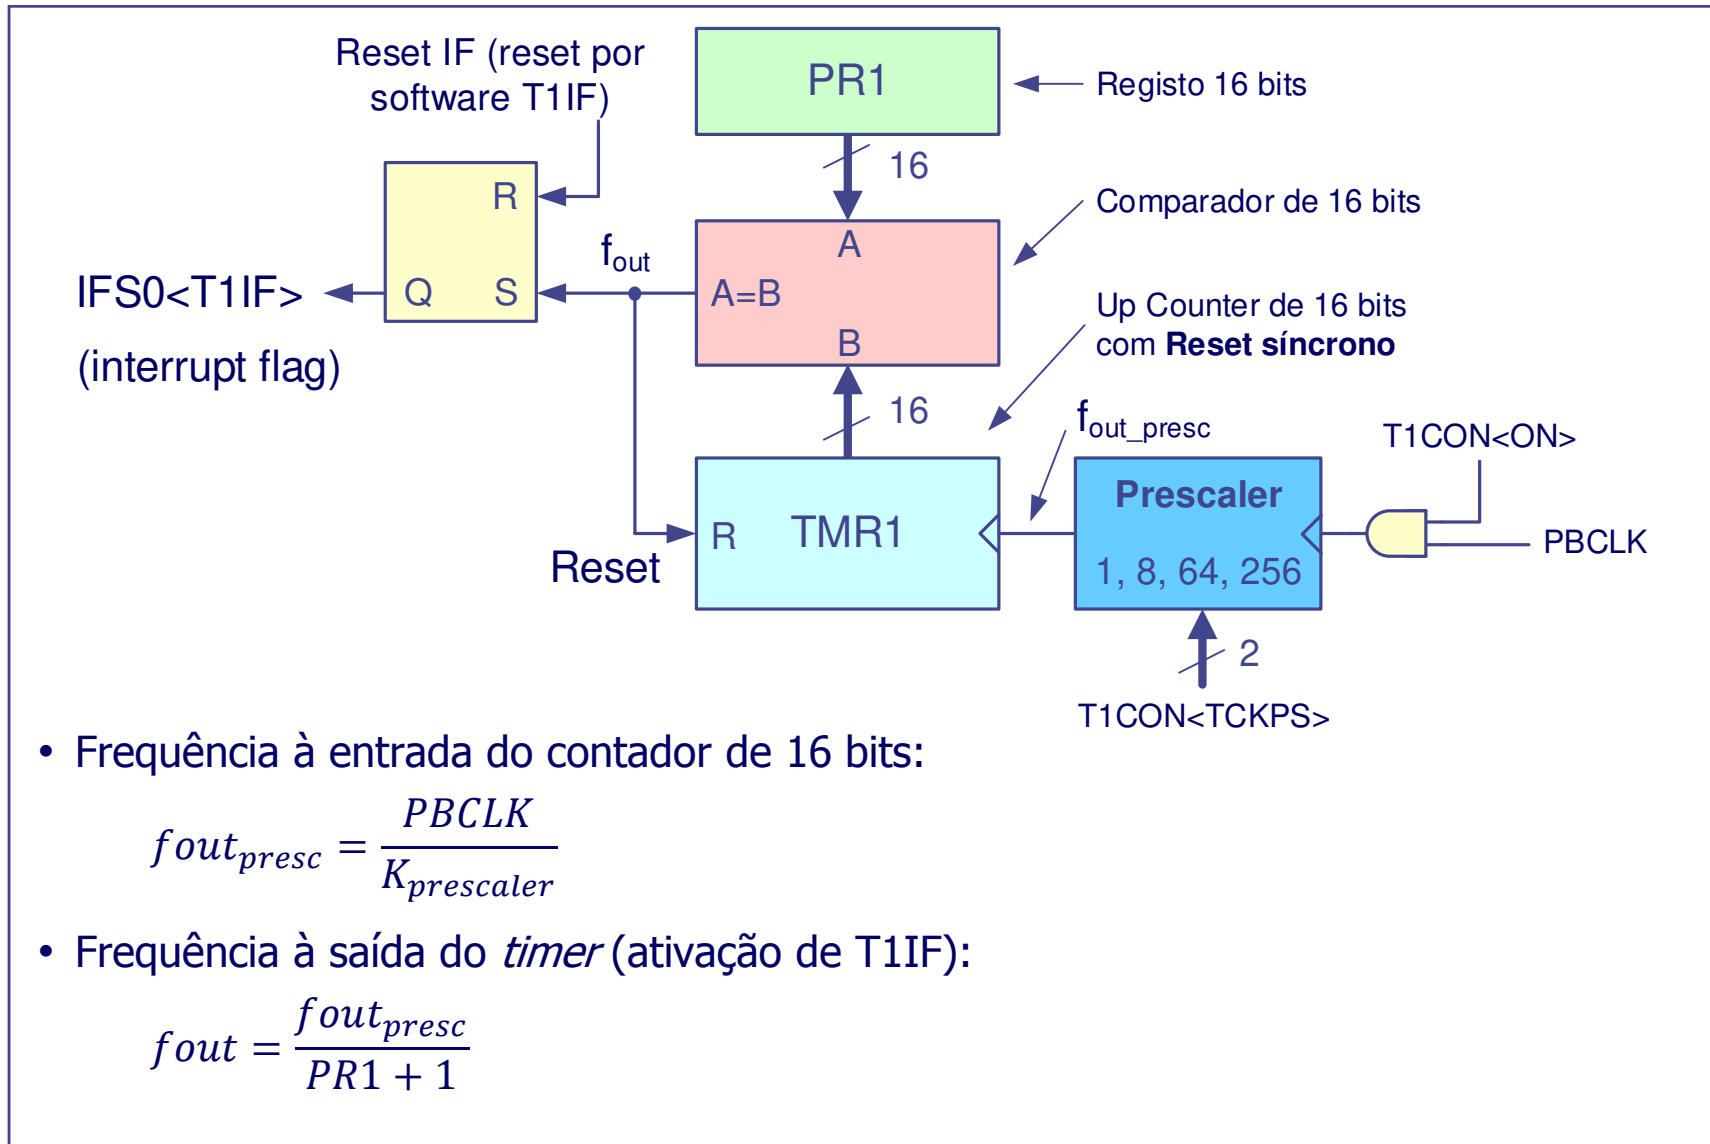 Reset IF (reset por
software T1IF)
PR1
Registo 16 bits
16
R
Comparador de 16 bits
A
f_out
IFS0<T1IF>
Q
S
A=B
Up Counter de 16 bits
com Reset síncrono
B
(interrupt flag)
16
f_out_presc
T1CON<ON>
Prescaler
R
TMR1
PBCLK
Reset
1, 8, 64, 256
2
T1CON<TCKPS>
• Frequência à entrada do contador de 16 bits:
fout_presc = PBCLK / K_prescaler
• Frequência à saída do timer (ativação de T1IF):
fout = fout_presc / PR1 + 1